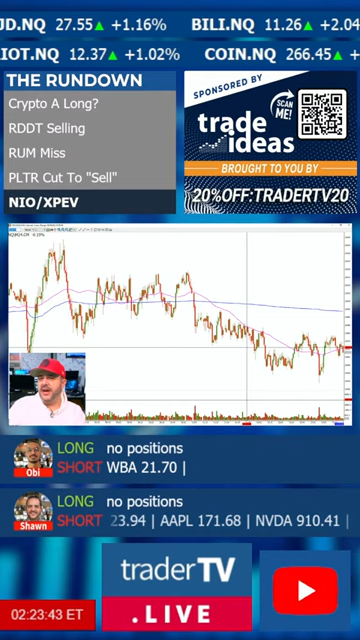 JD.NQ 27.55▲ +1.16% BILI.NQ 11.26▲ +2.04
IOT.NQ 12.37▲ +1.02% COIN.NQ 266.45▲ +
THE RUNDOWN
Crypto A Long?
RDDT Selling
RUM Miss
PLTR Cut To "Sell"
NIO/XPEV
SPONSORED BY
SCAN ME!
trade ideas
BROUGHT TO YOU BY
20%OFF:TRADERTV20
LONG no positions
SHORT WBA 21.70 |
Obi
LONG no positions
SHORT 23.94 | AAPL 171.68 | NVDA 910.41 |
Shawn
traderTV
.LIVE
02:23:43 ET